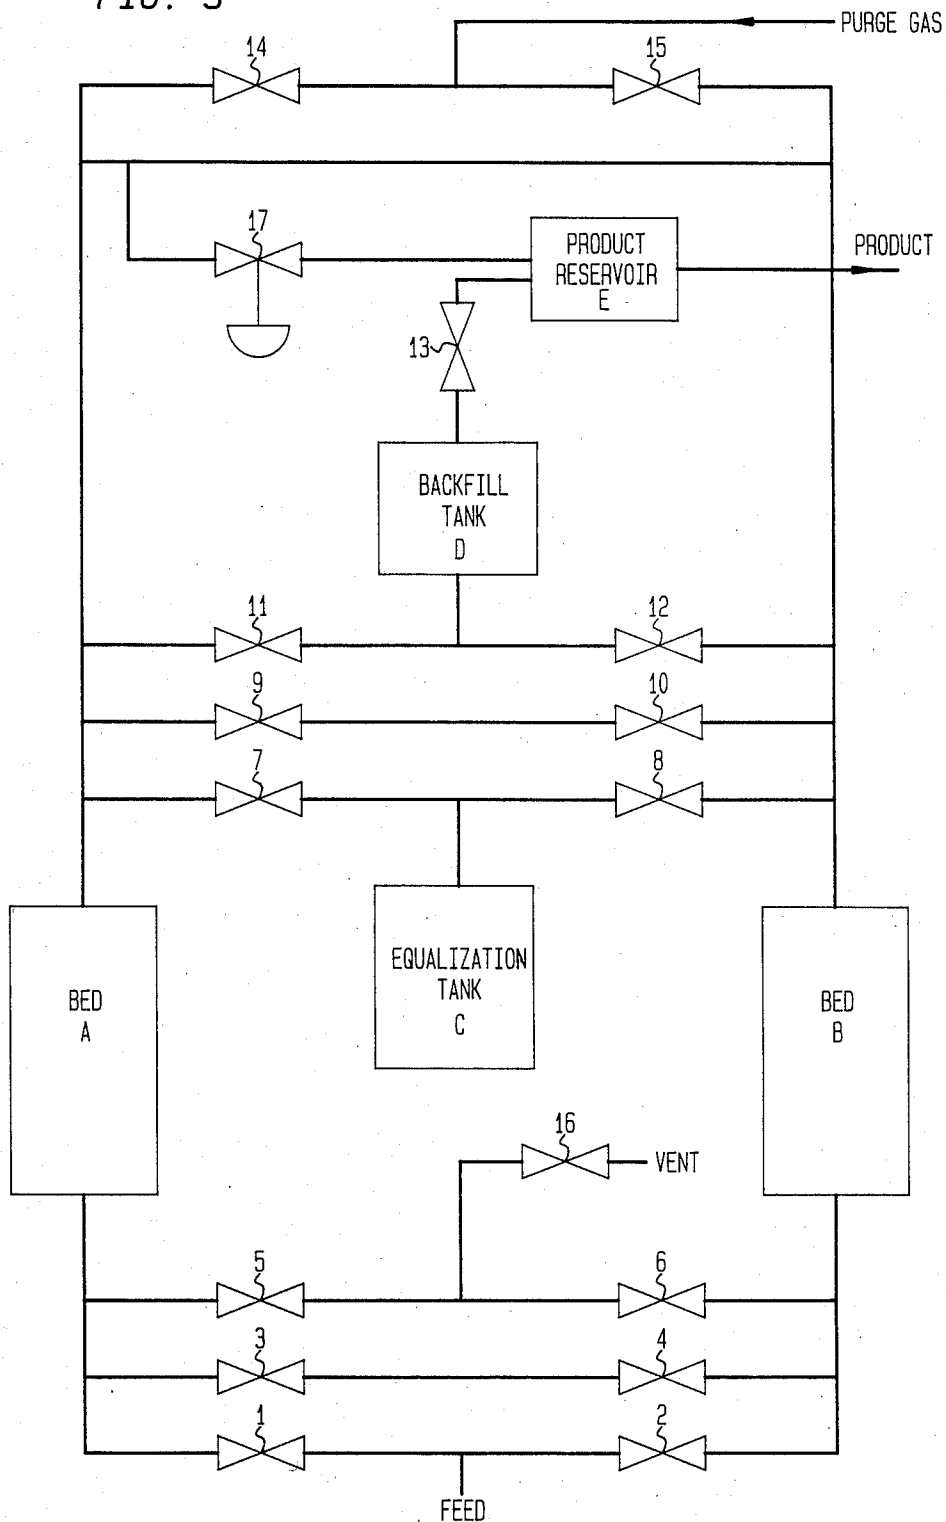 FIG. 3
PURGE GAS
14
15
17
PRODUCT
RESERVOIR
E
PRODUCT
13
BACKFILL
TANK
D
11
12
9
10
7
8
EQUALIZATION
TANK
C
BED
A
BED
B
16
VENT
5
6
3
4
1
2
FEED